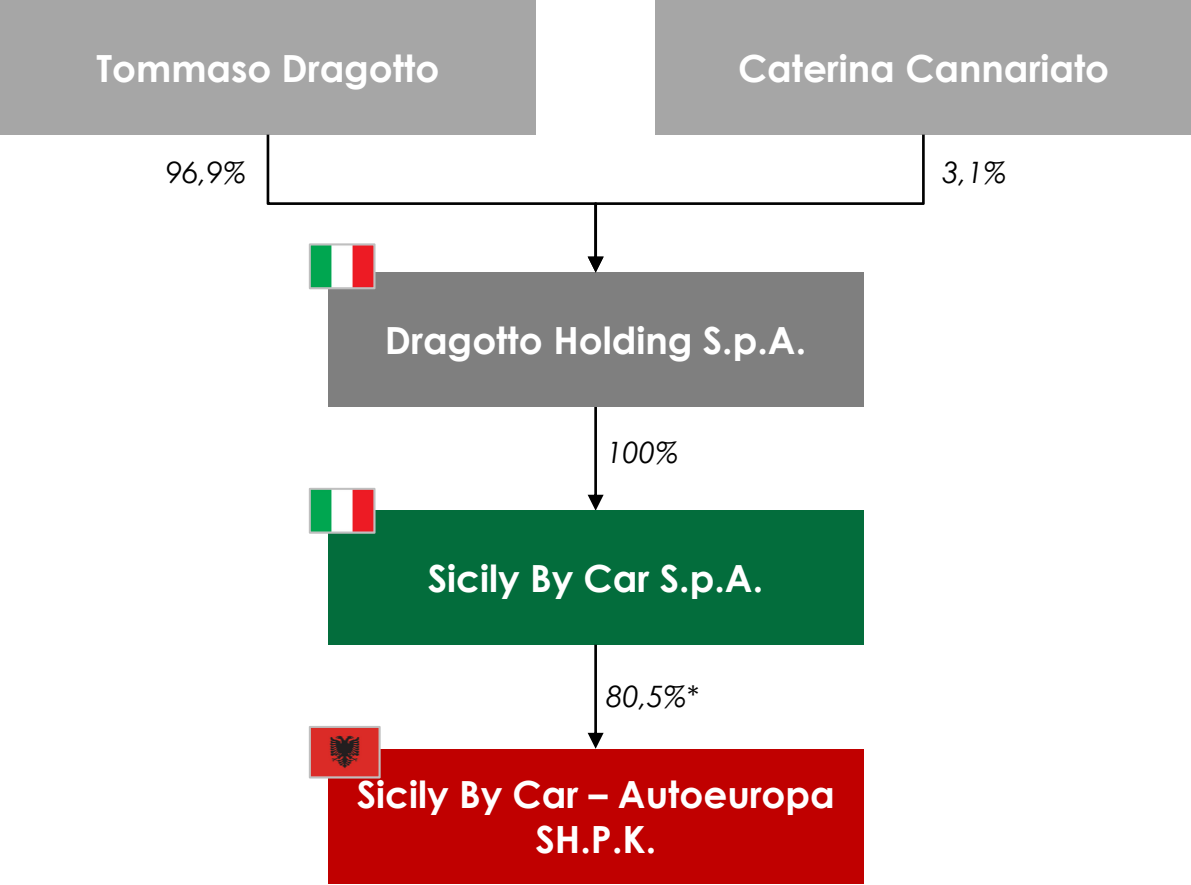 Tommaso Dragotto
Caterina Cannariato
96,9%
3,1%
Dragotto Holding S.p.A.
100%
Sicily By Car S.p.A.
80,5%*
Sicily By Car – Autoeuropa
SH.P.K.